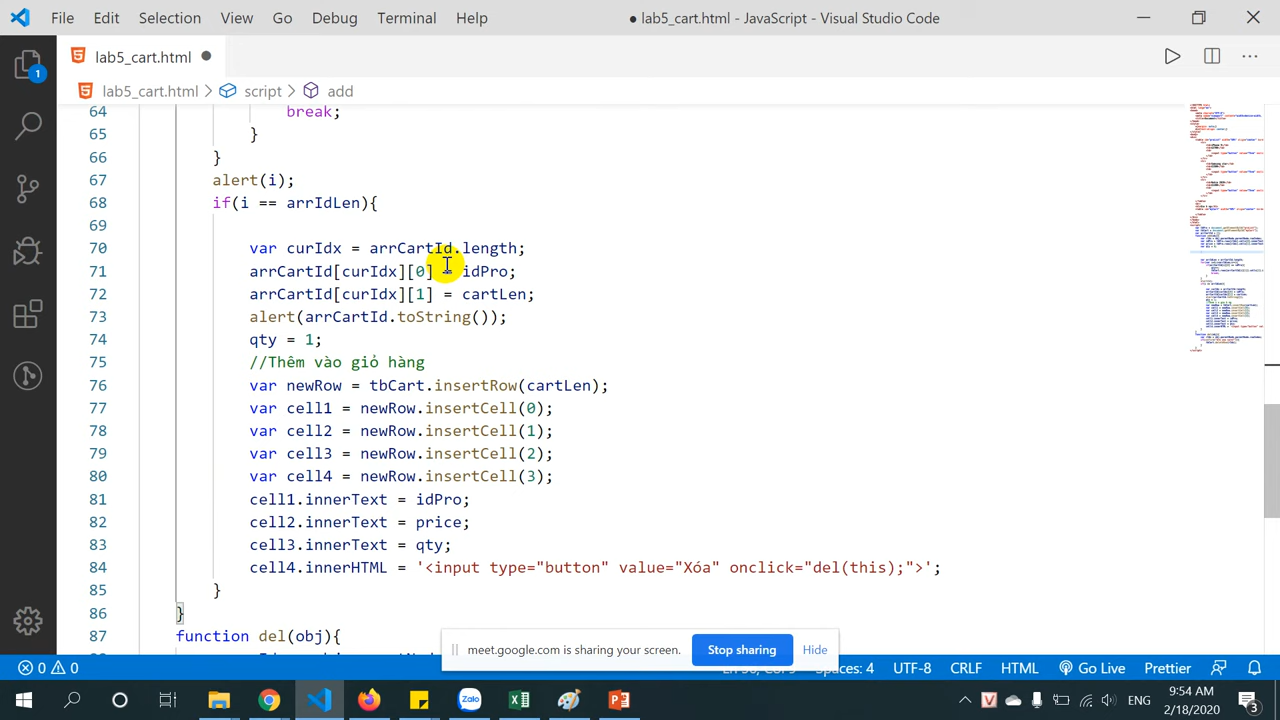 File Edit Selection View Go Debug Terminal Help
● lab5_cart.html - JavaScript - Visual Studio Code
lab5_cart.html
lab5_cart.html > script > add
64 break;
65 }
66 }
67 alert(i);
68 if(i == arrIdLen){
69
70 var curIdx = arrCartId.length;
71 arrCartId[curIdx][0] = idPro;
72 arrCartId[curIdx][1] = cartLen;
73 alert(arrCartId.toString());
74 qty = 1;
75 //Thêm vào giỏ hàng
76 var newRow = tbCart.insertRow(cartLen);
77 var cell1 = newRow.insertCell(0);
78 var cell2 = newRow.insertCell(1);
79 var cell3 = newRow.insertCell(2);
80 var cell4 = newRow.insertCell(3);
81 cell1.innerText = idPro;
82 cell2.innerText = price;
83 cell3.innerText = qty;
84 cell4.innerHTML = '<input type="button" value="Xóa" onclick="del(this);">';
85 }
86 }
87 function del(obj){
meet.google.com is sharing your screen. Stop sharing Hide
1
0 0
Spaces: 4 UTF-8 CRLF HTML Go Live Prettier
Zalo
ENG
3:54 AM
2/18/2020
3